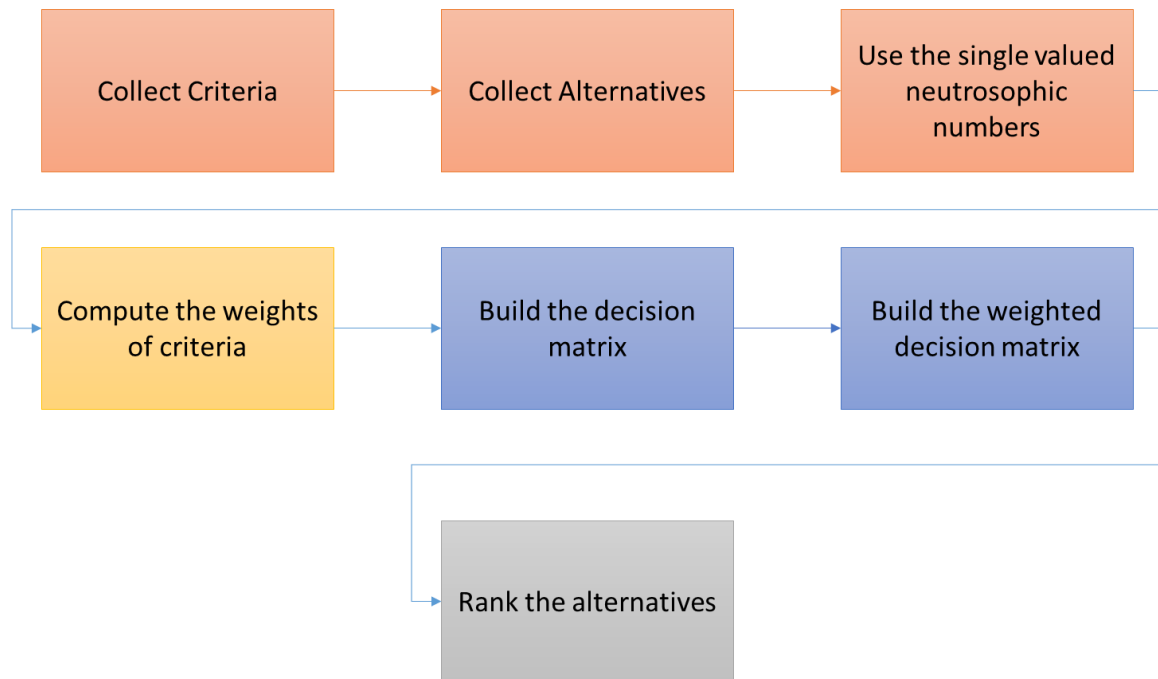 Collect Criteria
Collect Alternatives
Use the single valued
neutrosophic
numbers
Compute the weights
of criteria
Build the decision
matrix
Build the weighted
decision matrix
Rank the alternatives